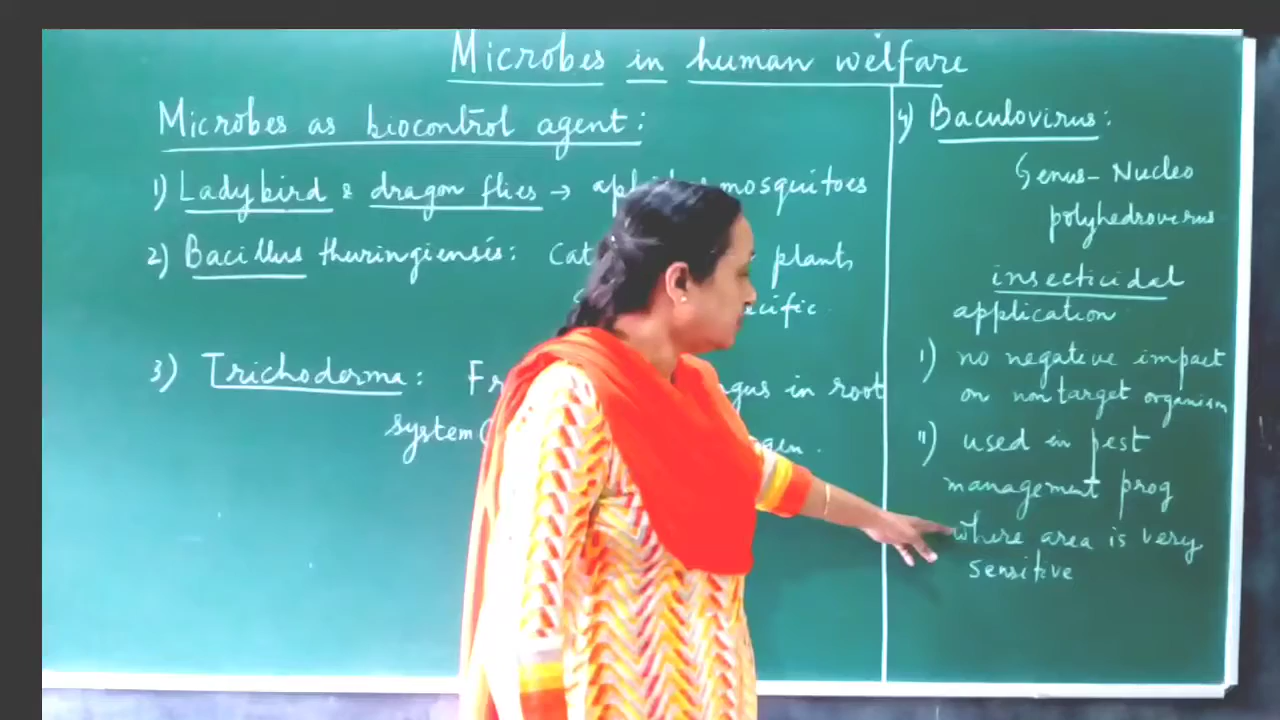 Microbes in human welfare
Microbes as biocontrol agent:
1) Ladybird & dragon flies → mosquitoes
2) Bacillus thuringiensis: plant
3) Trichoderma: in root
system
4) Baculovirus:
Genus- Nucleo
polyhedrovirus
insecticidal
application
i) no negative impact
on non target organism
ii) used in pest
management prog
where area is very
sensitive